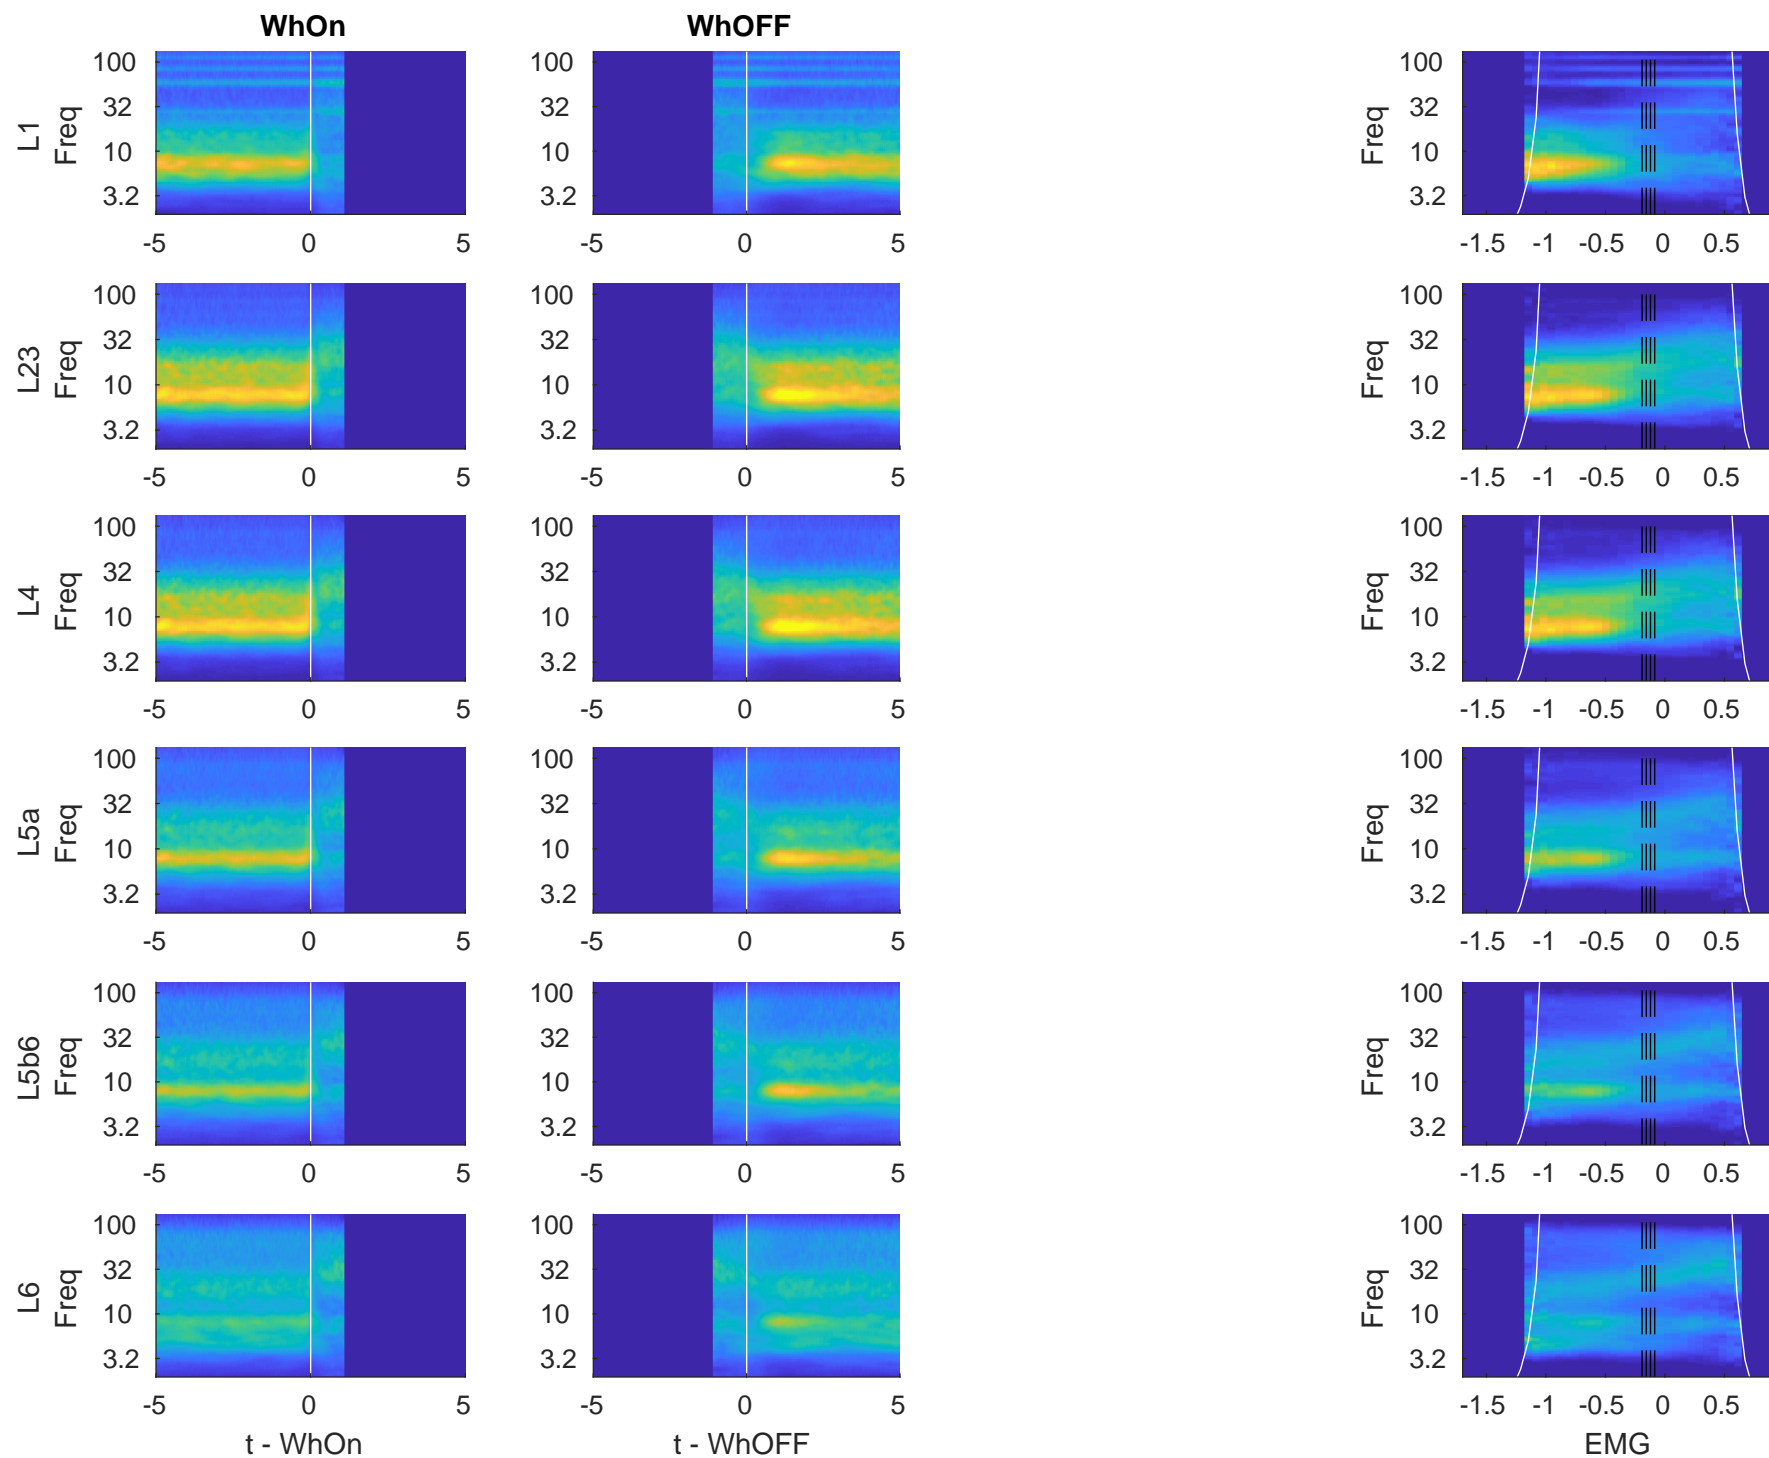 WhOn WhOFF
L1 Freq 100 32 10 3.2 100 32 10 3.2 Freq 100 32 10 3.2
-5 0 5 -5 0 5 -1.5 -1 -0.5 0 0.5
L23 Freq 100 32 10 3.2 100 32 10 3.2 Freq 100 32 10 3.2
-5 0 5 -5 0 5 -1.5 -1 -0.5 0 0.5
L4 Freq 100 32 10 3.2 100 32 10 3.2 Freq 100 32 10 3.2
-5 0 5 -5 0 5 -1.5 -1 -0.5 0 0.5
L5a Freq 100 32 10 3.2 100 32 10 3.2 Freq 100 32 10 3.2
-5 0 5 -5 0 5 -1.5 -1 -0.5 0 0.5
L5b6 Freq 100 32 10 3.2 100 32 10 3.2 Freq 100 32 10 3.2
-5 0 5 -5 0 5 -1.5 -1 -0.5 0 0.5
L6 Freq 100 32 10 3.2 100 32 10 3.2 Freq 100 32 10 3.2
-5 0 5 -5 0 5 -1.5 -1 -0.5 0 0.5
t - WhOn t - WhOFF EMG